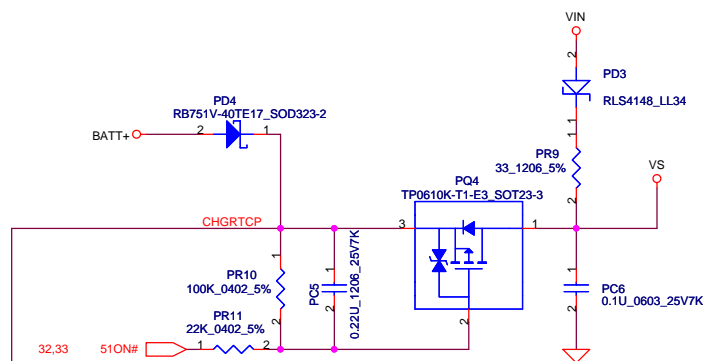 VIN
2
PD3
RLS4148_LL34
1
1
PD4
RB751V-40TE17_SOD323-2
BATT+
2
1
PR9
33_1206_5%
2
VS
PQ4
TP0610K-T1-E3_SOT23-3
CHGRTCP
3
1
1
PR10
100K_0402_5%
2
1
PC5
0.22U_1206_25V7K
2
1
PC6
0.1U_0603_25V7K
2
2
PR11
22K_0402_5%
32,33
51ON#
1
2